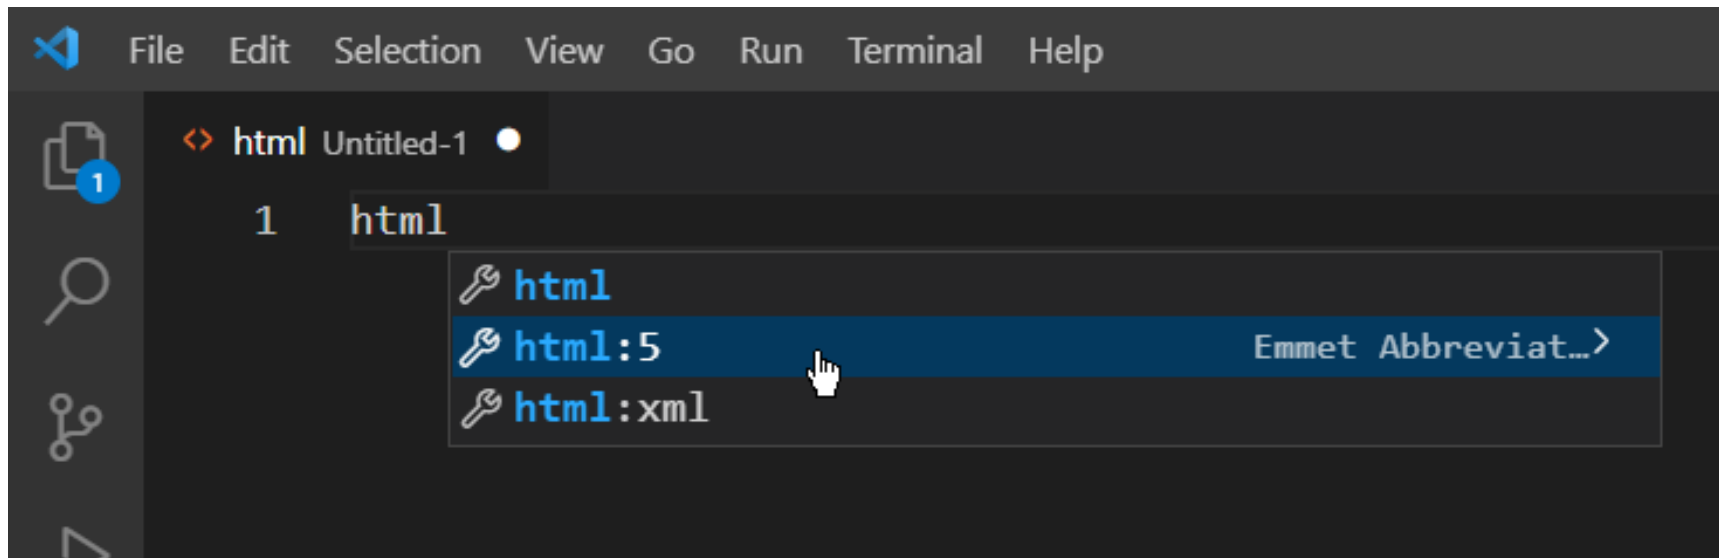 File Edit Selection View Go Run Terminal Help
<> html Untitled-1
1
1 html
html
html:5 Emmet Abbreviat…>
html:xml